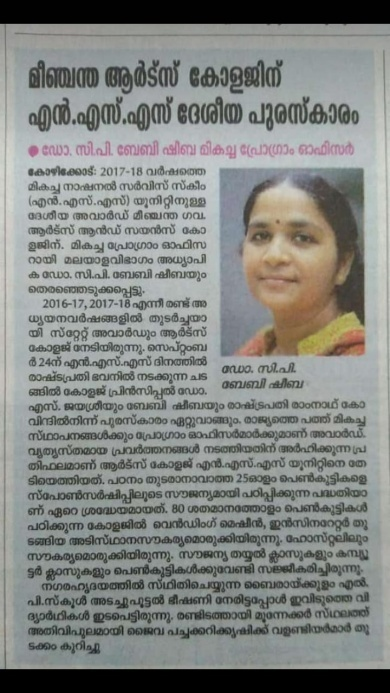 മീഞ്ചന്ത ആർട്സ് കോളജിന്
എൻ.എസ്.എസ് ദേശീയ പുരസ്കാരം
● ഡോ. സി.പി. ബേബി ഷീബ മികച്ച പ്രോഗ്രാം ഓഫിസർ
കോഴിക്കോട്: 2017-18 വർഷത്തെ
മികച്ച നാഷനൽ സർവിസ് സ്കീം
(എൻ.എസ്.എസ്) യൂനിറ്റിനുള്ള
ദേശീയ അവാർഡ് മീഞ്ചന്ത ഗവ.
ആർട്സ് ആൻഡ് സയൻസ് കോ
ളജിന്. മികച്ച പ്രോഗ്രാം ഓഫിസ
റായി മലയാളവിഭാഗം അധ്യാപി
ക ഡോ. സി.പി. ബേബി ഷീബയും
തെരഞ്ഞെടുക്കപ്പെട്ടു.
2016-17, 2017-18 എന്നീ രണ്ട് അ
ധ്യയനവർഷങ്ങളിൽ തുടർച്ചയാ
യി സ്റ്റേറ്റ് അവാർഡും ആർട്സ്
കോളജ് നേടിയിരുന്നു. സെപ്റ്റംബ
ർ 24ന് എൻ.എസ്.എസ് ദിനത്തിൽ
രാഷ്ട്രപതി ഭവനിൽ നടക്കുന്ന ചട
ങ്ങിൽ കോളജ് പ്രിൻസിപ്പൽ ഡോ.
ഡോ. സി.പി.
ബേബി ഷീബ
എസ്. ജയശ്രീയും ബേബി ഷീബയും രാഷ്ട്രപതി രാംനാഥ് കോ
വിന്ദിൽനിന്ന് പുരസ്കാരം ഏറ്റുവാങ്ങും. രാജ്യത്തെ പത്ത് മികച്ച
സ്ഥാപനങ്ങൾക്കും പ്രോഗ്രാം ഓഫിസർമാർക്കുമാണ് അവാർഡ്.
വ്യത്യസ്തമായ പ്രവർത്തനങ്ങൾ നടത്തിയതിന് അർഹിക്കുന്ന പ്ര
തിഫലമാണ് ആർട്സ് കോളജ് എൻ.എസ്.എസ് യൂനിറ്റിനെ തേ
ടിയെത്തിയത്. പഠനം തുടരാനാവാത്ത 25ഓളം പെൺകുട്ടികളെ
സ്പോൺസർഷിപ്പിലൂടെ സൗജന്യമായി പഠിപ്പിക്കുന്ന പദ്ധതിയാ
ണ് ഏറെ ശ്രദ്ധേയമായത്. 80 ശതമാനത്തോളം പെൺകുട്ടികൾ
പഠിക്കുന്ന കോളജിൽ വെൻഡിങ് മെഷീൻ, ഇൻസിനറേറ്റർ തു
ടങ്ങിയ അടിസ്ഥാനസൗകര്യമൊരുക്കിയിരുന്നു. ഹോസ്റ്റലിലും
സൗകര്യമൊരുക്കിയിരുന്നു. സൗജന്യ തയ്യൽ ക്ലാസുകളും കമ്പ്യൂ
ട്ടർ ക്ലാസുകളും പെൺകുട്ടികൾക്കുവേണ്ടി സജ്ജീകരിച്ചിരുന്നു.
നഗരഹൃദയത്തിൽ സ്ഥിതിചെയ്യുന്ന ബൈരായിക്കുളം എൽ.
പി.സ്കൂൾ അടച്ചുപൂട്ടൽ ഭീഷണി നേരിട്ടപ്പോൾ ഇവിടുത്തെ വി
ദ്യാർഥികൾ ഇടപെട്ടിരുന്നു. രണ്ടിടത്തായി മൂന്നേക്കർ സ്ഥലത്ത്
അതിവിപുലമായി ജൈവ പച്ചക്കറികൃഷിക്ക് വളണ്ടിയർമാർ തു
ടക്കം കുറിച്ചു